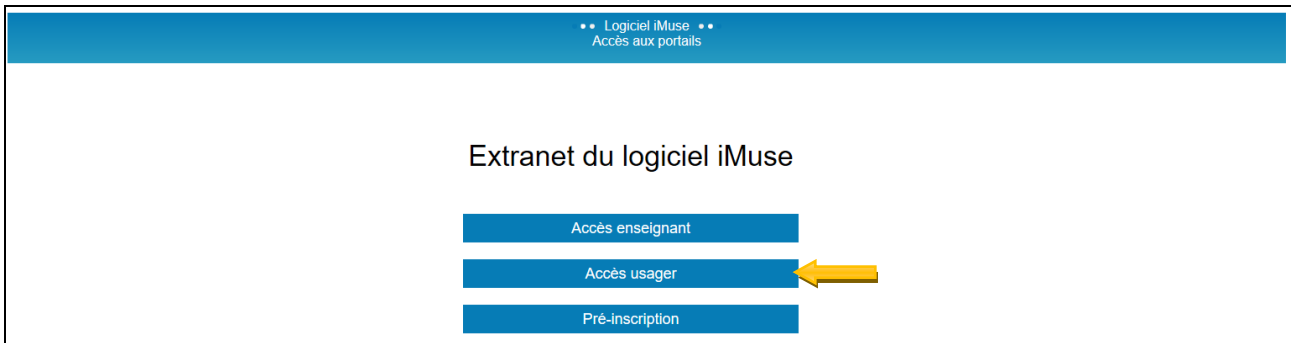 •• Logiciel iMuse ••
Accès aux portails
Extranet du logiciel iMuse
Accès enseignant
Accès usager
Pré-inscription